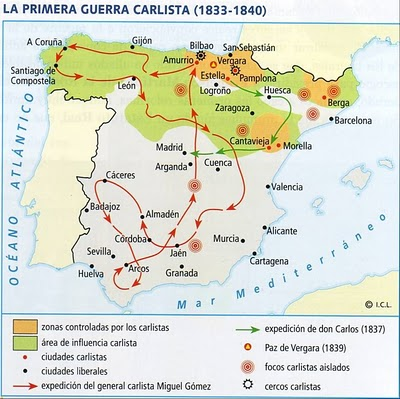 LA PRIMERA GUERRA CARLISTA (1833-1840)
A Coruña
Gijón
Bilbao
San Sebastián
Amurrio
Vergara
Santiago de
Compostela
León
Estella
Pamplona
Logroño
Huesca
Berga
Zaragoza
Barcelona
Cantavieja
Madrid
Morella
Arganda
Cuenca
Cáceres
Valencia
Badajoz
Almadén
Alicante
Córdoba
Murcia
Sevilla
Jaén
Huelva
Arcos
Granada
Cartagena
OCÉANO ATLÁNTICO
Mar Mediterráneo
© I.C.L.
zonas controladas por los carlistas
área de influencia carlista
ciudades carlistas
ciudades liberales
expedición del general carlista Miguel Gómez
expedición de don Carlos (1837)
Paz de Vergara (1839)
focos carlistas aislados
cercos carlistas